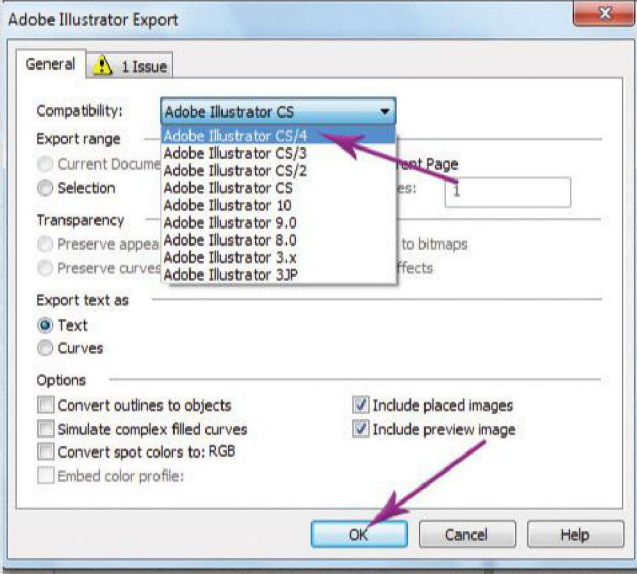 Adobe Illustrator Export
General
1 Issue
Compatibility: Adobe Illustrator CS
Adobe Illustrator CS/4
Adobe Illustrator CS/3
Adobe Illustrator CS/2
Adobe Illustrator CS
Adobe Illustrator 10
Adobe Illustrator 9.0
Adobe Illustrator 8.0
Adobe Illustrator 3.x
Adobe Illustrator 3JP
Export range
Current Docume Page
Selection es: 1
Transparency
Preserve appea to bitmaps
Preserve curves ffects
Export text as
Text
Curves
Options
Convert outlines to objects Include placed images
Simulate complex filled curves Include preview image
Convert spot colors to: RGB
Embed color profile:
OK Cancel Help